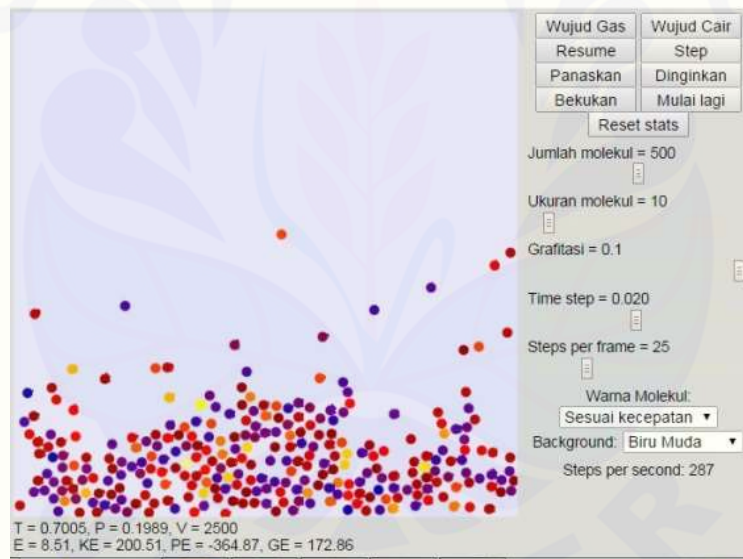 Wujud Gas Wujud Cair
Resume Step
Panaskan Dinginkan
Bekukan Mulai lagi
Reset stats
Jumlah molekul = 500
Ukuran molekul = 10
Grafitasi = 0.1
Time step = 0.020
Steps per frame = 25
Warna Molekul:
Sesuai kecepatan
Background: Biru Muda
Steps per second: 287
T = 0.7005, P = 0.1989, V = 2500
E = 8.51, KE = 200.51, PE = -364.87, GE = 172.86